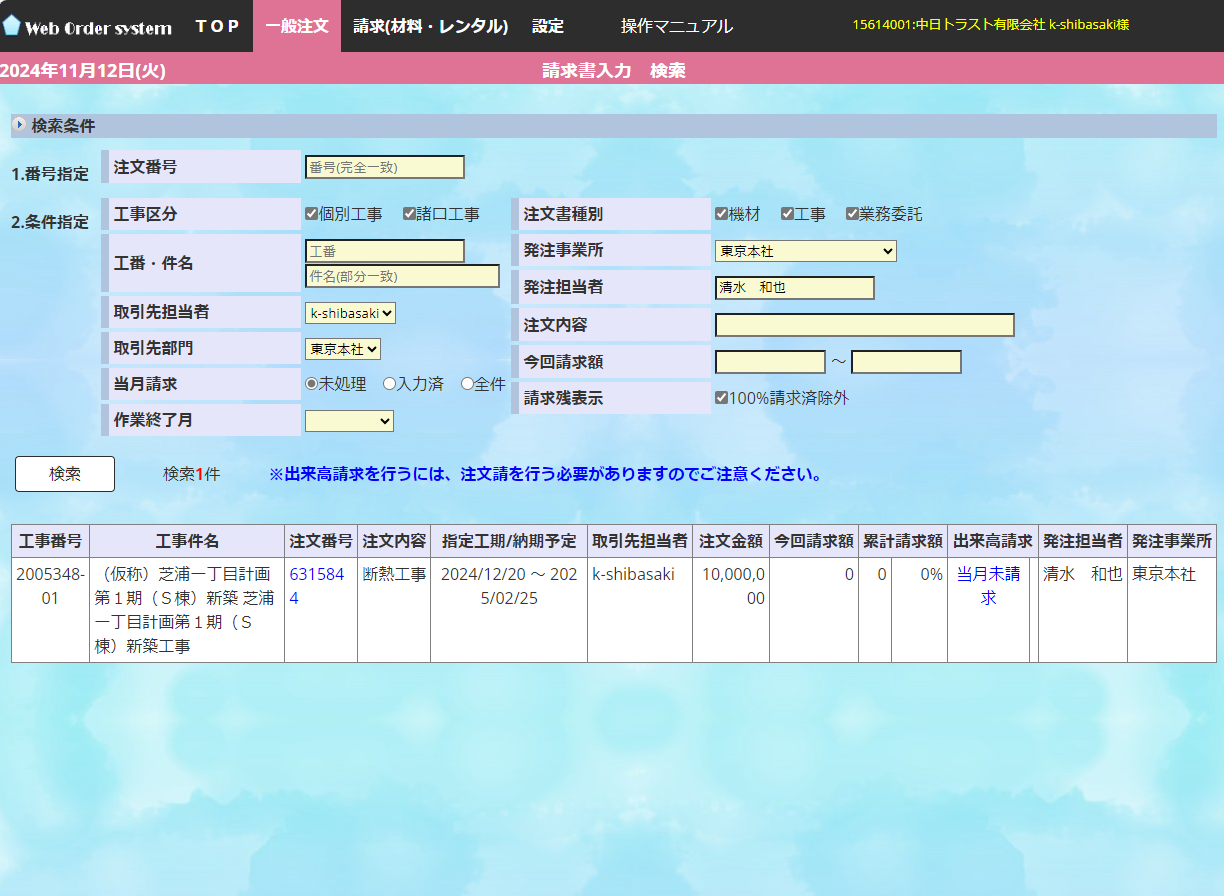 Web Order system ＴＯＰ 一般注文 請求(材料・レンタル) 設定 操作マニュアル 15614001:中日トラスト有限会社 k-shibasaki様
2024年11月12日(火) 請求書入力　検索
検索条件
1.番号指定 注文番号 番号(完全一致)
2.条件指定 工事区分 個別工事 諸口工事 注文書種別 機材 工事 業務委託
工番・件名 工番 発注事業所 東京本社
件名(部分一致)
発注担当者 清水　和也
取引先担当者 k-shibasaki 注文内容
取引先部門 東京本社 今回請求額 ～
当月請求 未処理 入力済 全件 請求残表示 100%請求済除外
作業終了月
検索 検索1件 ※出来高請求を行うには、注文請を行う必要がありますのでご注意ください。
工事番号 工事件名 注文番号 注文内容 指定工期/納期予定 取引先担当者 注文金額 今回請求額 累計請求額 出来高請求 発注担当者 発注事業所
2005348- （仮称）芝浦一丁目計画 631584 断熱工事 2024/12/20 ～ 202 k-shibasaki 10,000,0 0 0 0% 当月未請 清水　和也 東京本社
01 第１期（Ｓ棟）新築 芝浦 4 5/02/25 00 求
一丁目計画第１期（Ｓ
棟）新築工事